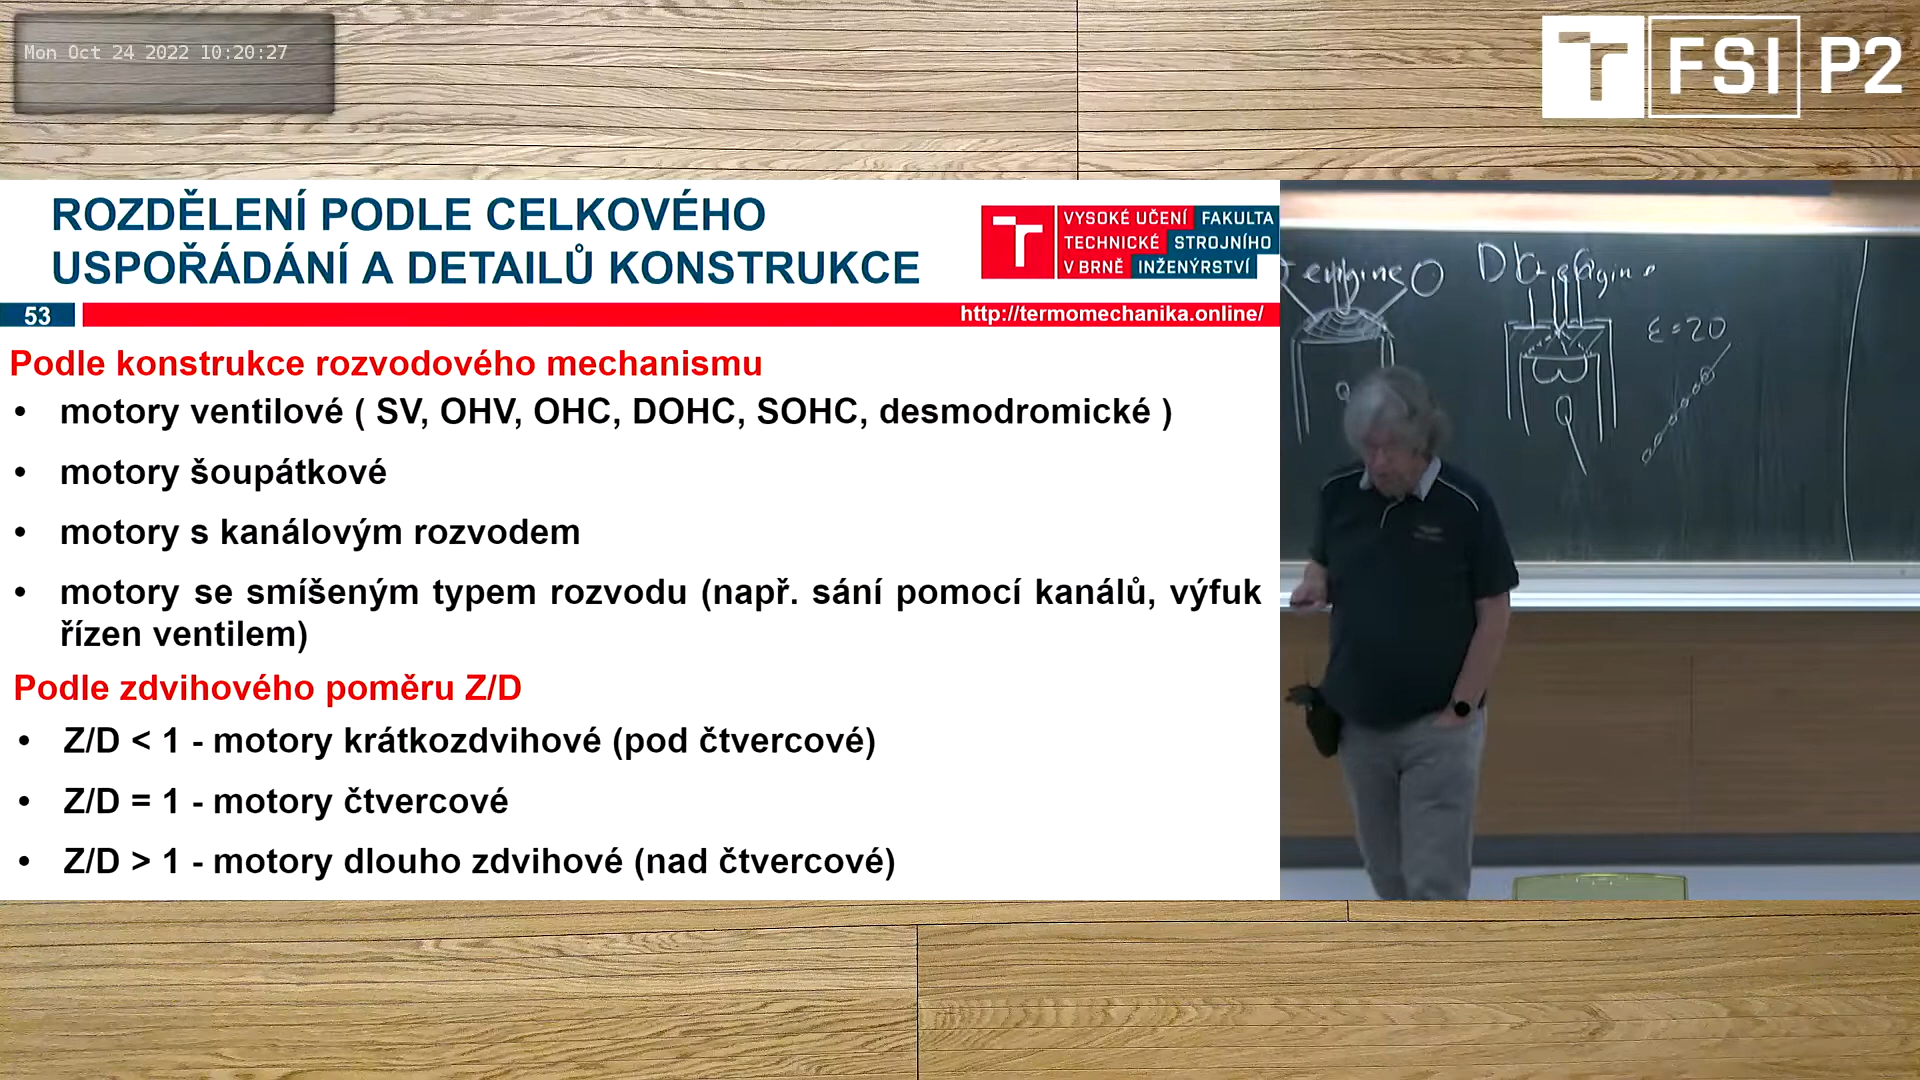 Mon Oct 24 2022 10:20:27
FSI P2
ROZDĚLENÍ PODLE CELKOVÉHO
USPOŘÁDÁNÍ A DETAILŮ KONSTRUKCE
VYSOKÉ UČENÍ FAKULTA
TECHNICKÉ STROJNÍHO
V BRNĚ INŽENÝRSTVÍ
53
http://termomechanika.online/
Podle konstrukce rozvodového mechanismu
• motory ventilové ( SV, OHV, OHC, DOHC, SOHC, desmodromické )
• motory šoupátkové
• motory s kanálovým rozvodem
• motory se smíšeným typem rozvodu (např. sání pomocí kanálů, výfuk
řízen ventilem)
Podle zdvihového poměru Z/D
• Z/D < 1 - motory krátkozdvihové (pod čtvercové)
• Z/D = 1 - motory čtvercové
• Z/D > 1 - motory dlouho zdvihové (nad čtvercové)
engine
ε=20